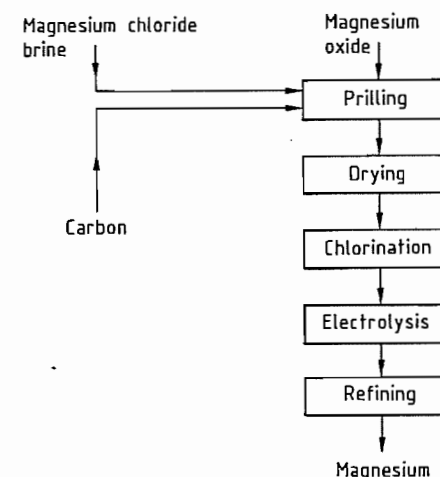 Magnesium chloride
brine
Magnesium
oxide
Prilling
Drying
Carbon
Chlorination
Electrolysis
Refining
Magnesium